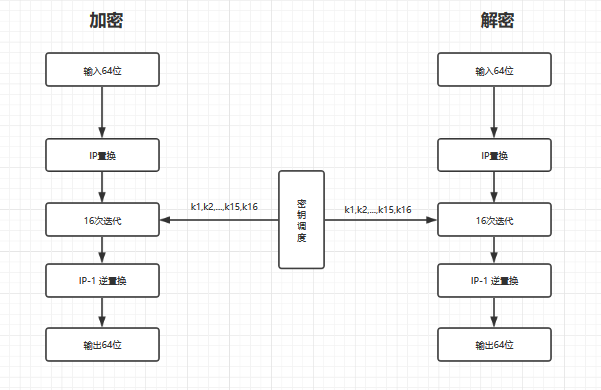 加密
解密
输入64位
输入64位
IP置换
IP置换
k1,k2,...,k15,k16
密钥调度
k1,k2,...,k15,k16
16次迭代
16次迭代
IP-1 逆置换
IP-1 逆置换
输出64位
输出64位